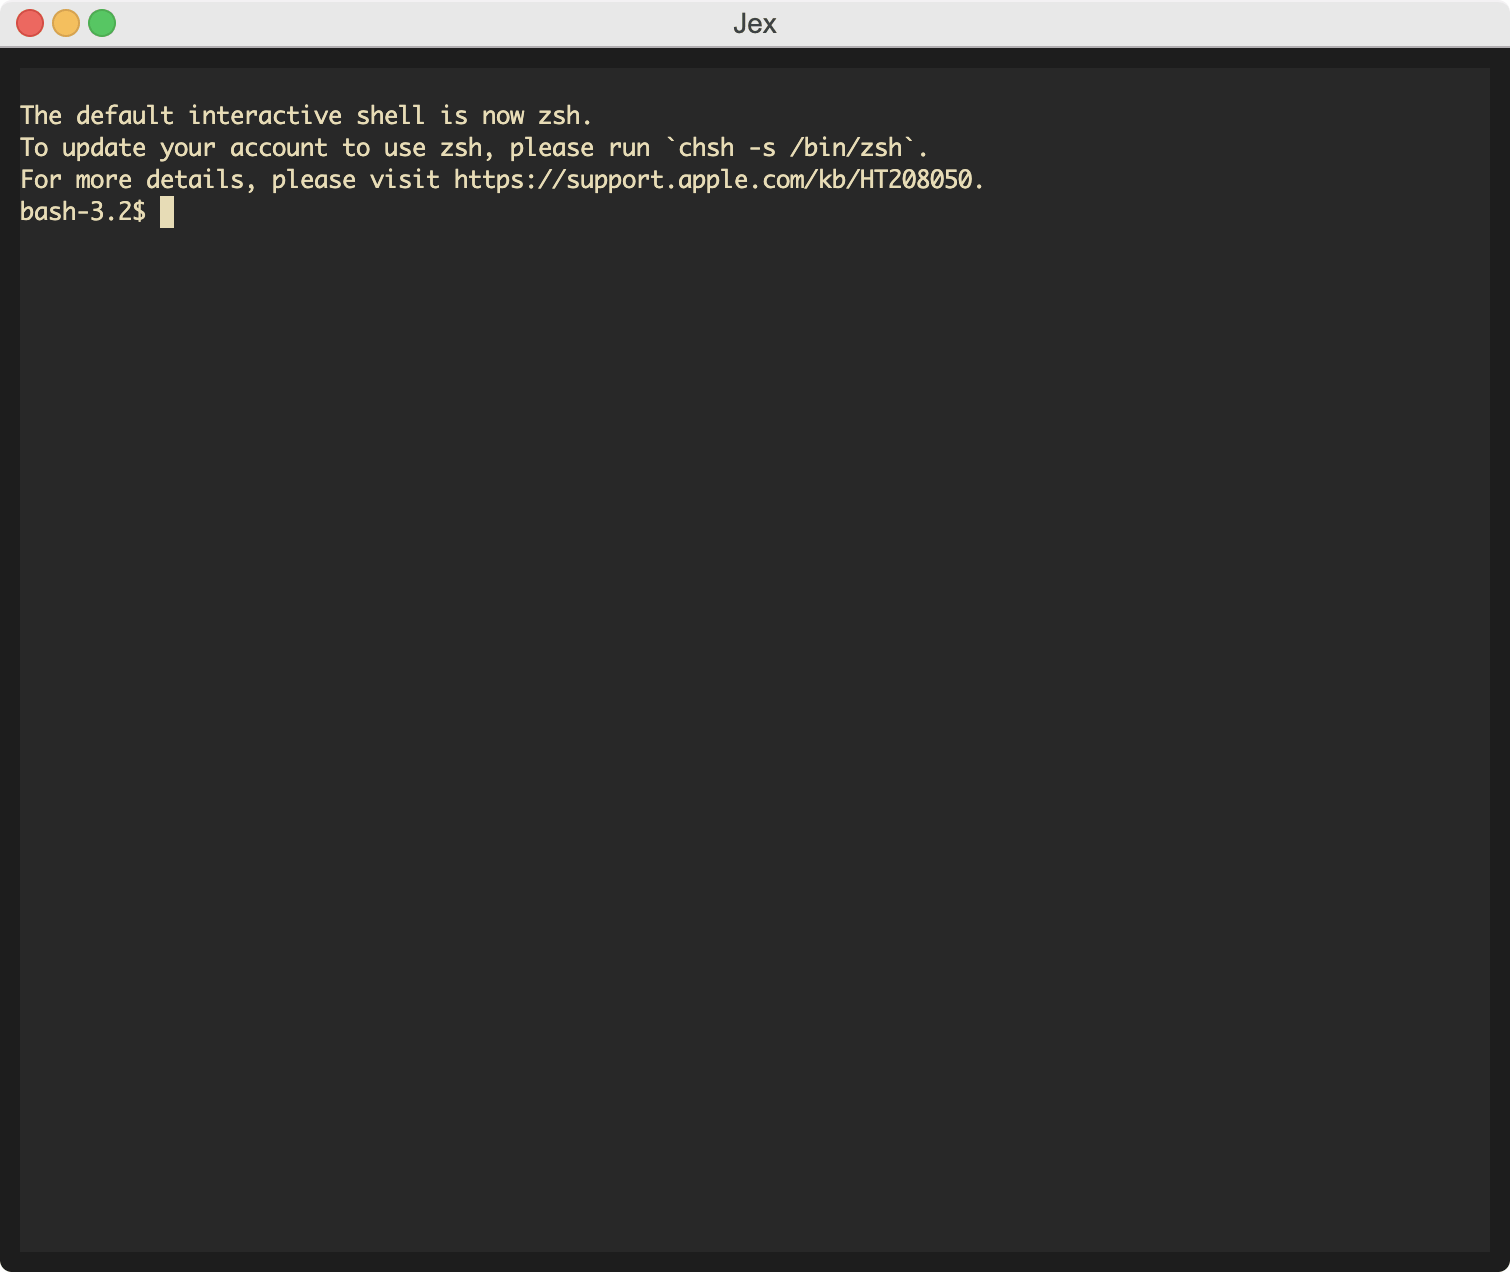 Jex
The default interactive shell is now zsh.
To update your account to use zsh, please run `chsh -s /bin/zsh`.
For more details, please visit https://support.apple.com/kb/HT208050.
bash-3.2$